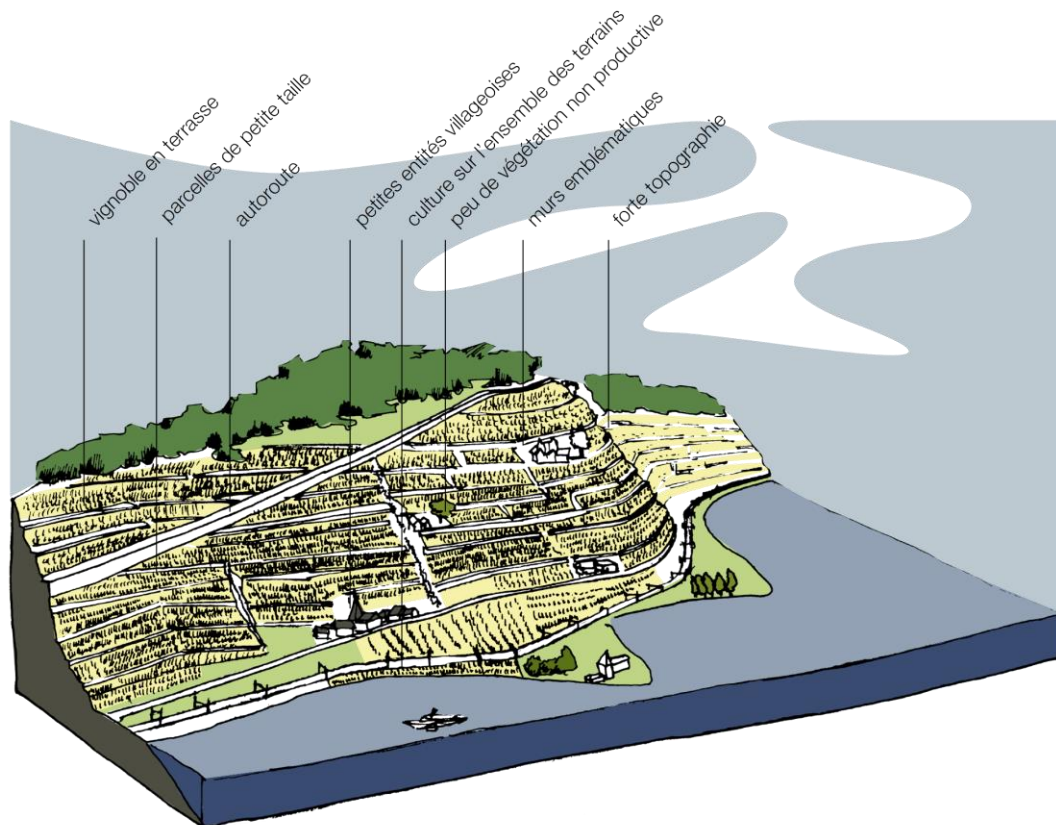 vignoble en terrasse
parcelles de petite taille
autoroute
petites entités villageoises
culture sur l'ensemble des terrains
peu de végétation non productive
murs emblématiques
forte topographie